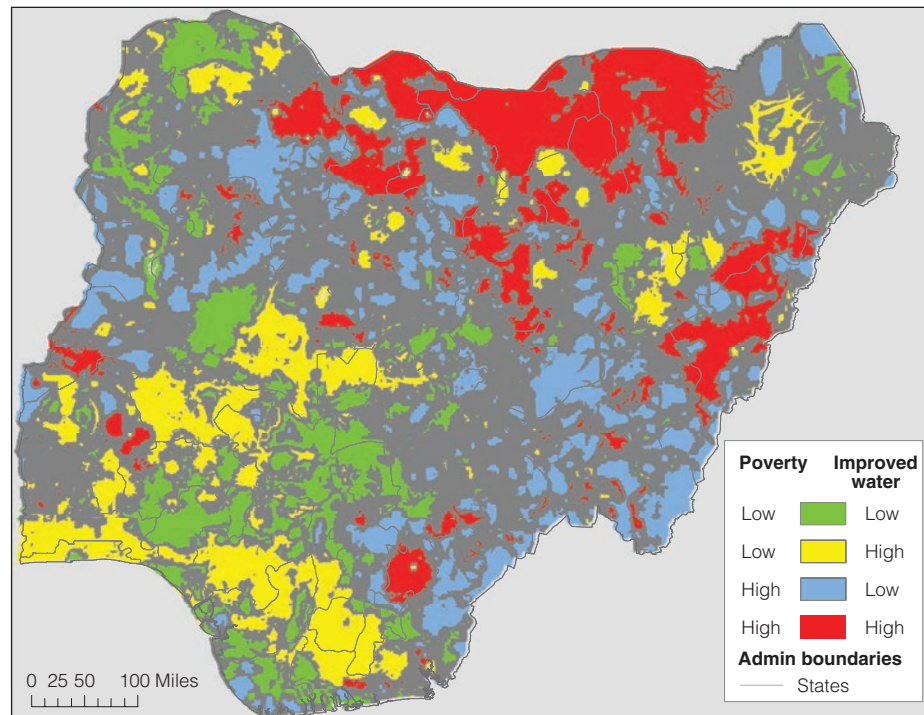 Poverty Improved water
Low Low
Low High
High Low
High High
Admin boundaries
States
0 25 50 100 Miles